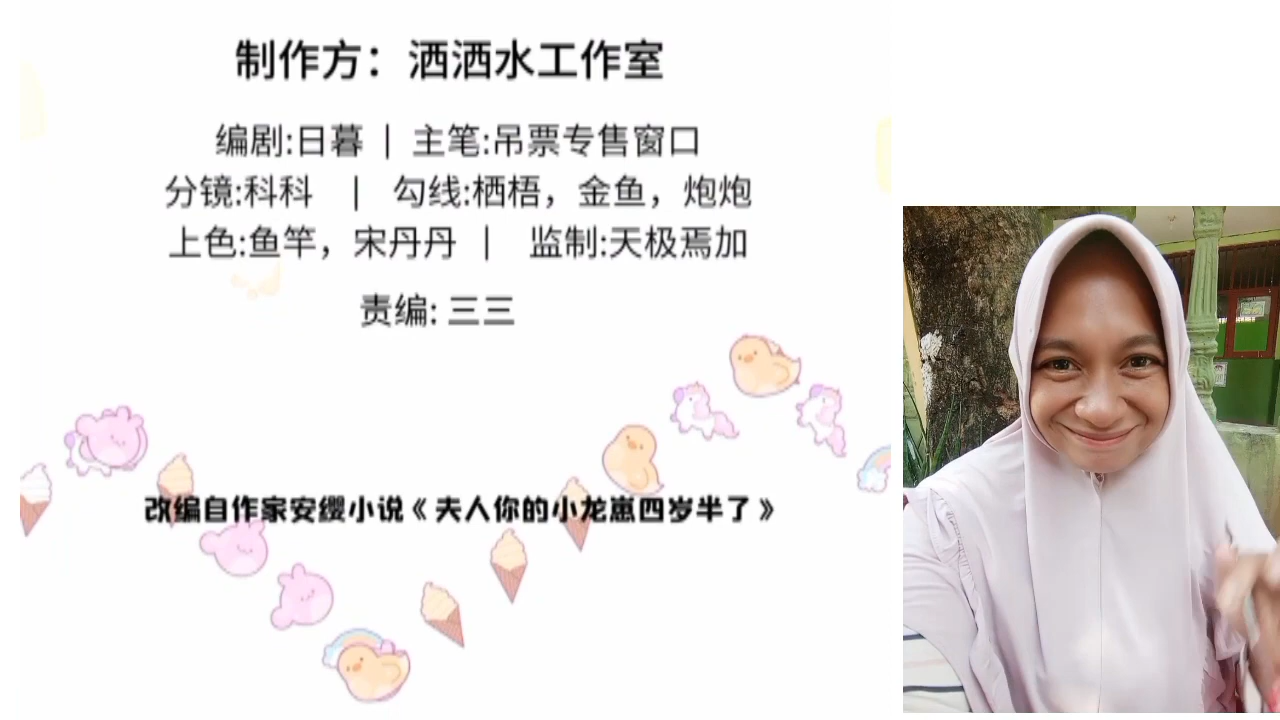 制作方：洒洒水工作室
编剧:日暮 | 主笔:吊票专售窗口
分镜:科科 | 勾线:栖梧，金鱼，炮炮
上色:鱼竿，宋丹丹 | 监制:天极焉加
责编: 三三
改编自作家安缨小说《夫人你的小龙崽四岁半了》